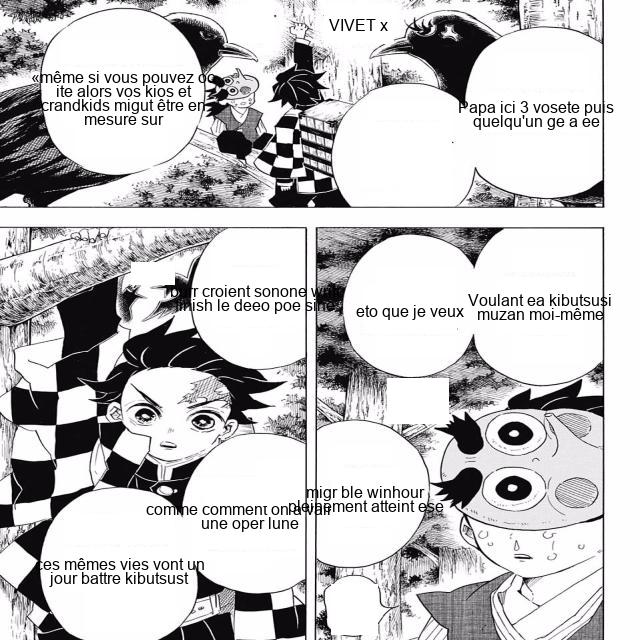 VIVET x
Papa ici 3 vosete puis
quelqu'un ge a ee
«même si vous pouvez
ite alors vos kios et
crandkids migut être en
mesure sur
Voulant ea kibutsusi
muzan moi-même
eto que je veux
migr ble winhour
pleinement atteint ese
croient sonone
finish le deeo poe
comme comment on a
une oper lune
ces mêmes vies vont un
jour battre kibutsust